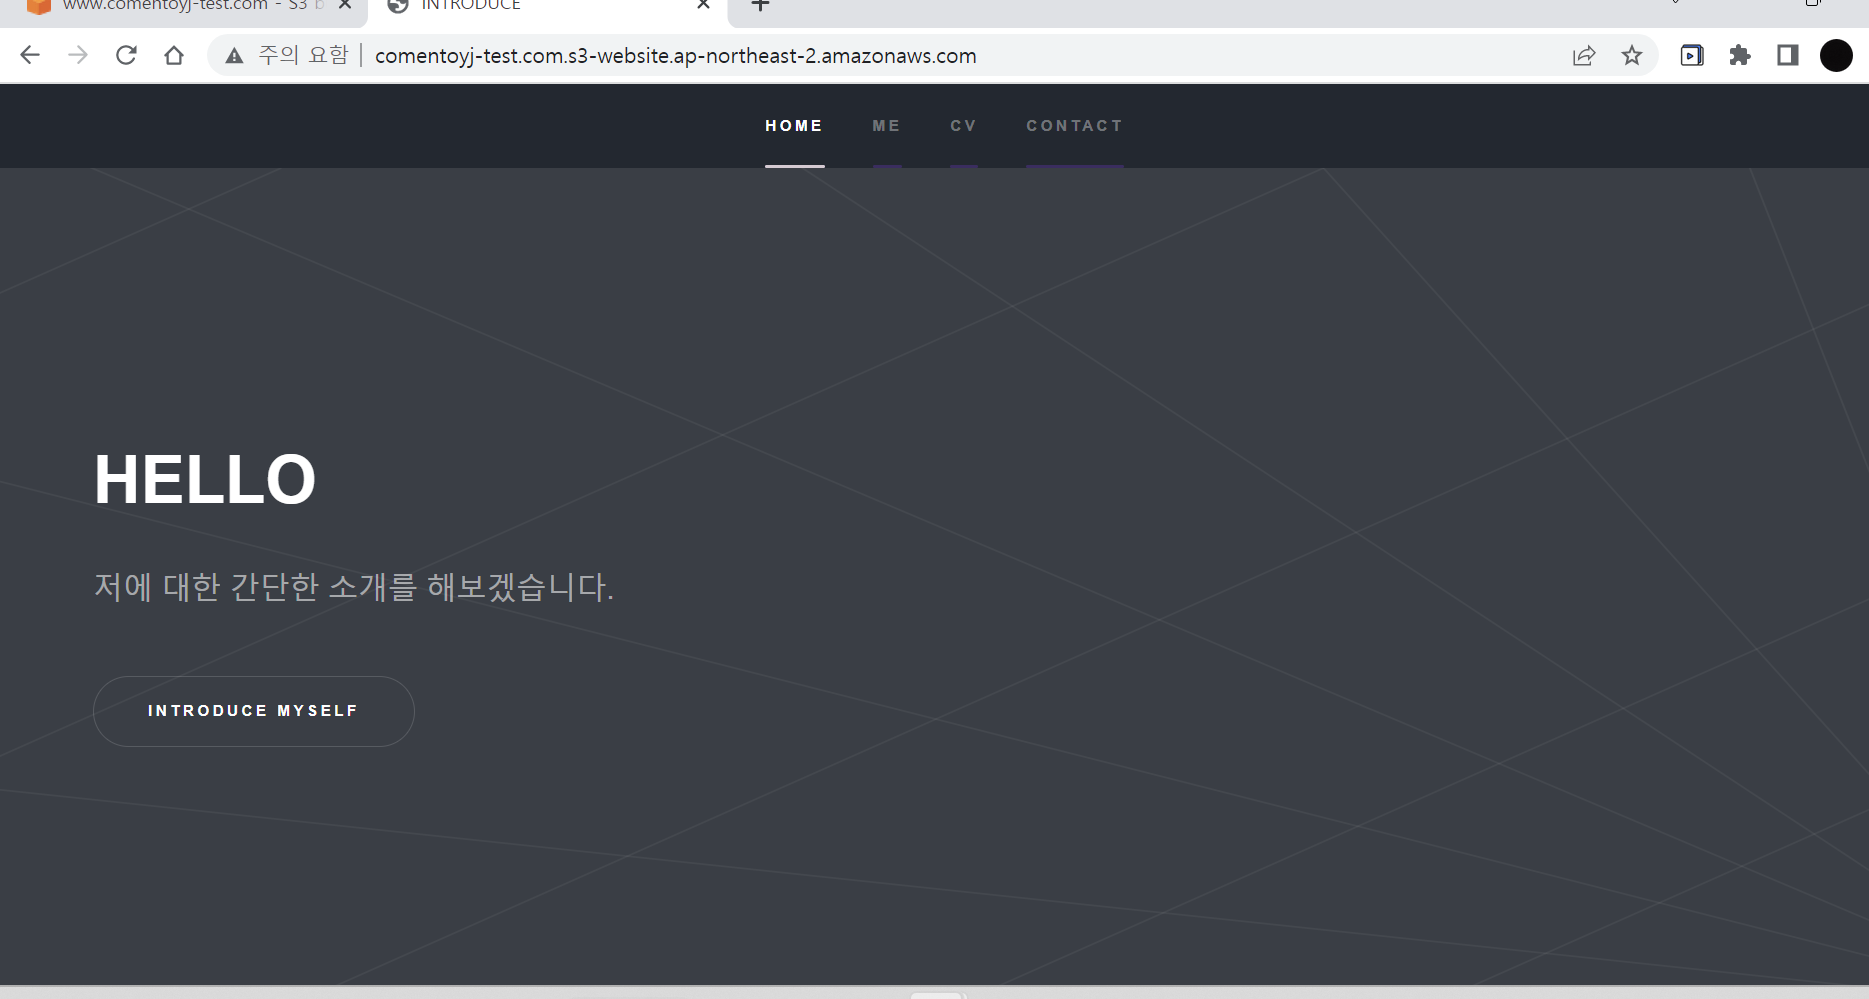 www.comentoyj-test.com - S3 b
INTRODUCE
주의 요함
comentoyj-test.com.s3-website.ap-northeast-2.amazonaws.com
HOME ME CV CONTACT
HELLO
저에 대한 간단한 소개를 해보겠습니다.
INTRODUCE MYSELF